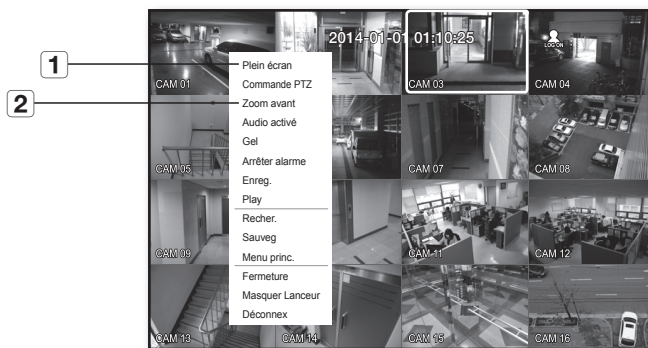 2014-01-01 01:10:25
LOG ON
1
Plein écran
CAM 01
Commande PTZ
CAM 03
CAM 04
2
Zoom avant
Audio activé
Gel
Arrêter alarme
CAM 05
CAM 07
CAM 08
Enreg.
Play
Recher.
Sauveg
Menu princ.
CAM 09
CAM 11
CAM 12
Fermeture
Masquer Lanceur
Déconnex
CAM 13
CAM 14
CAM 15
CAM 16